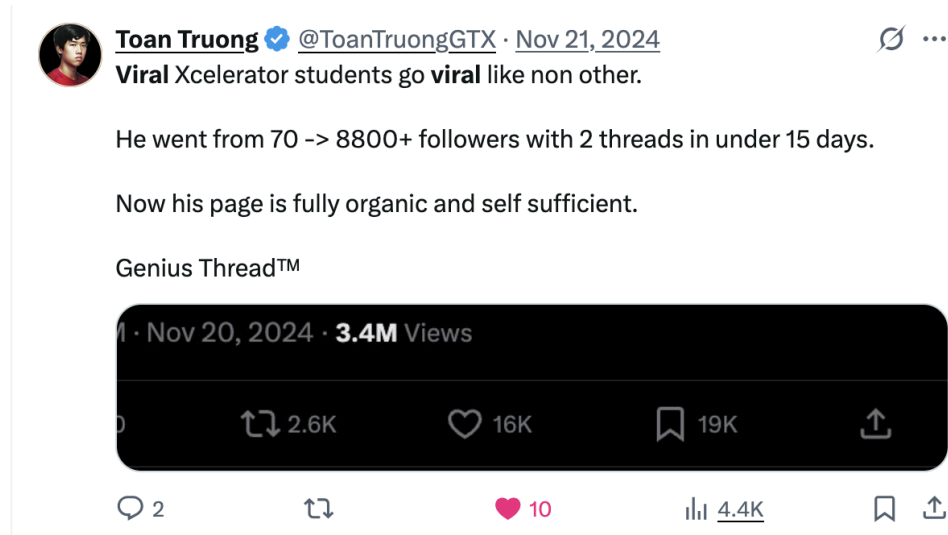 Toan Truong @ToanTruongGTX · Nov 21, 2024
Viral Xcelerator students go viral like non other.
He went from 70 -> 8800+ followers with 2 threads in under 15 days.
Now his page is fully organic and self sufficient.
Genius Thread™
· Nov 20, 2024 · 3.4M Views
2.6K 16K 19K
2 10 4.4K